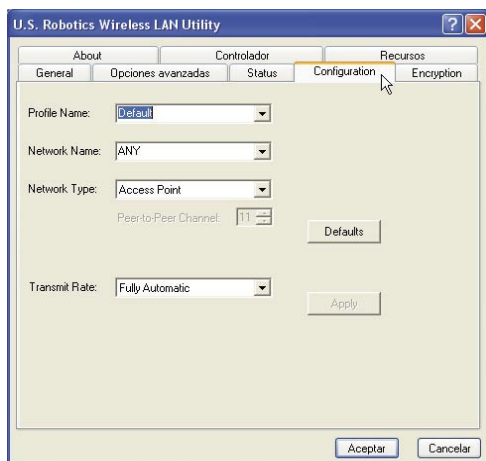 U.S. Robotics Wireless LAN Utility
About Controlador Recursos
General Opciones avanzadas Status Configuration Encryption
Profile Name: Default
Network Name: ANY
Network Type: Access Point
Peer-to-Peer Channel: 11
Defaults
Transmit Rate: Fully Automatic
Apply
Aceptar Cancelar